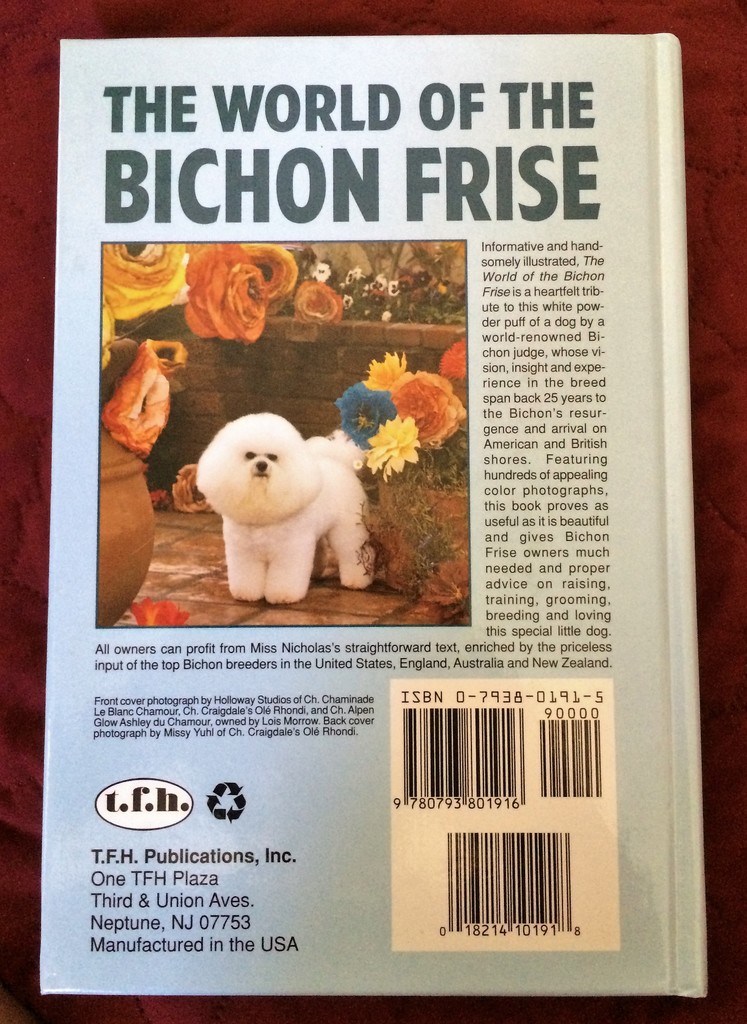 THE WORLD OF THE
BICHON FRISE
Informative and hand-
somely illustrated, The
World of the Bichon
Frise is a heartfelt trib-
ute to this white pow-
der puff of a dog by a
world-renowned Bi-
chon judge, whose vi-
sion, insight and expe-
rience in the breed
span back 25 years to
the Bichon's resur-
gence and arrival on
American and British
shores. Featuring
hundreds of appealing
color photographs,
this book proves as
useful as it is beautiful
and gives Bichon
Frise owners much
needed and proper
advice on raising,
training, grooming,
breeding and loving
this special little dog.
All owners can profit from Miss Nicholas's straightforward text, enriched by the priceless
input of the top Bichon breeders in the United States, England, Australia and New Zealand.
Front cover photograph by Holloway Studios of Ch. Chaminade
Le Blanc Chamour, Ch. Craigdale's Olé Rhondi, and Ch. Alpen
Glow Ashley du Chamour, owned by Lois Morrow. Back cover
photograph by Missy Yuhl of Ch. Craigdale's Olé Rhondi.
t.f.h.
T.F.H. Publications, Inc.
One TFH Plaza
Third & Union Aves.
Neptune, NJ 07753
Manufactured in the USA
ISBN 0-7938-0191-5
90000
9 780793 801916
0 18214 10191 8